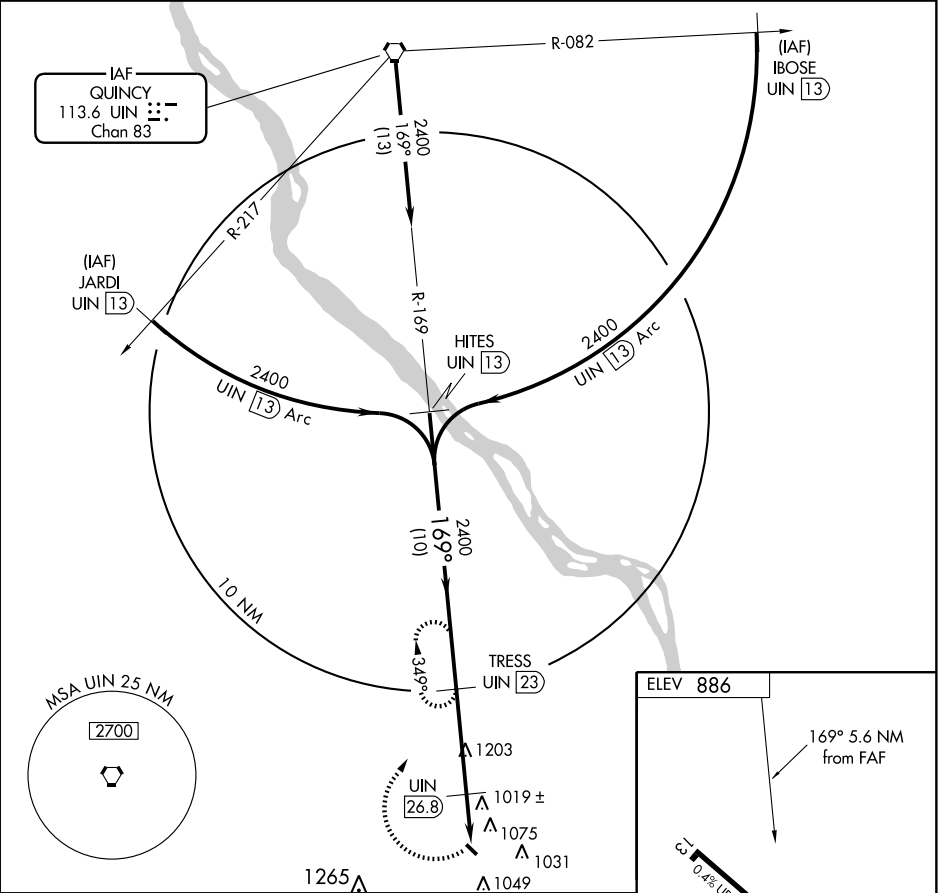 IAF
QUINCY
113.6 UIN
Chan 83
R-082
(IAF)
IBOSE
UIN 13
2400
169°
(13)
R-217
(IAF)
JARDI
UIN 13
R-169
HITES
UIN 13
2400
UIN 13 Arc
2400
UIN 13 Arc
2400
169°
(10)
10 NM
349°
TRESS
UIN 23
MSA UIN 25 NM
2700
1203
UIN
26.8
1019 ±
1075
1031
1265
1049
ELEV 886
169° 5.6 NM
from FAF
13
0.4% UP